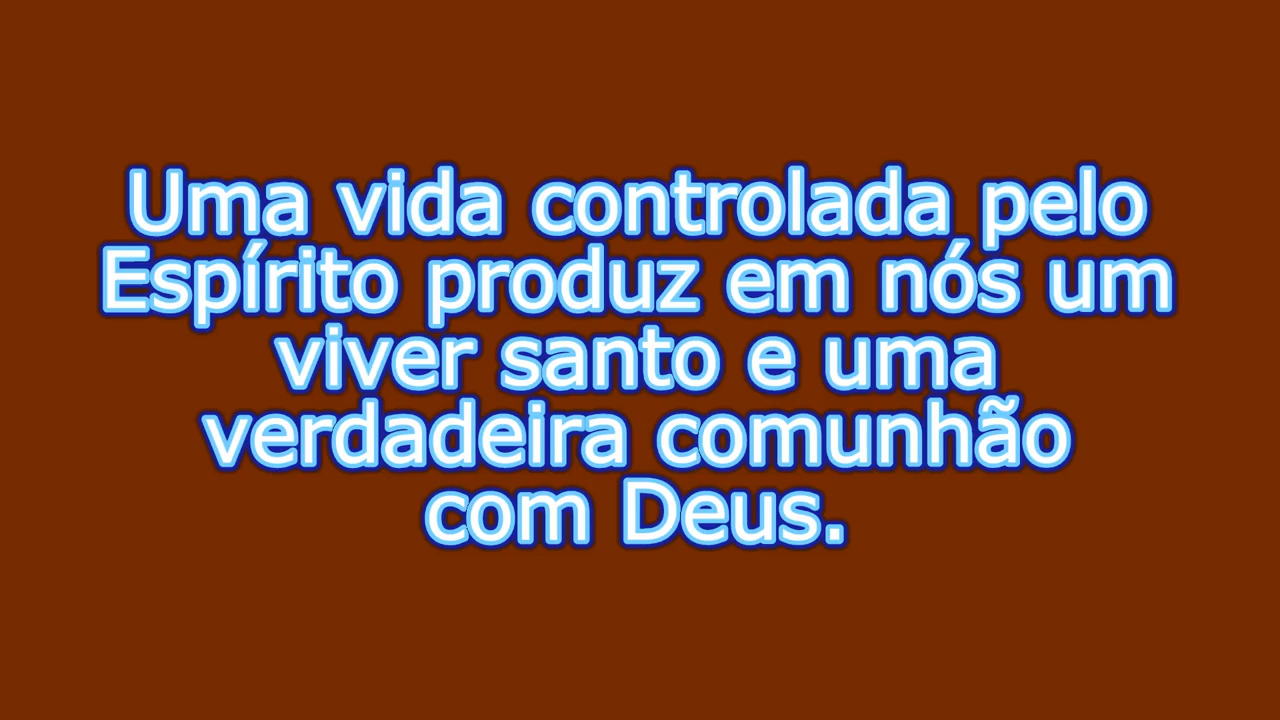 Uma vida controlada pelo
Espírito produz em nós um
viver santo e uma
verdadeira comunhão
com Deus.